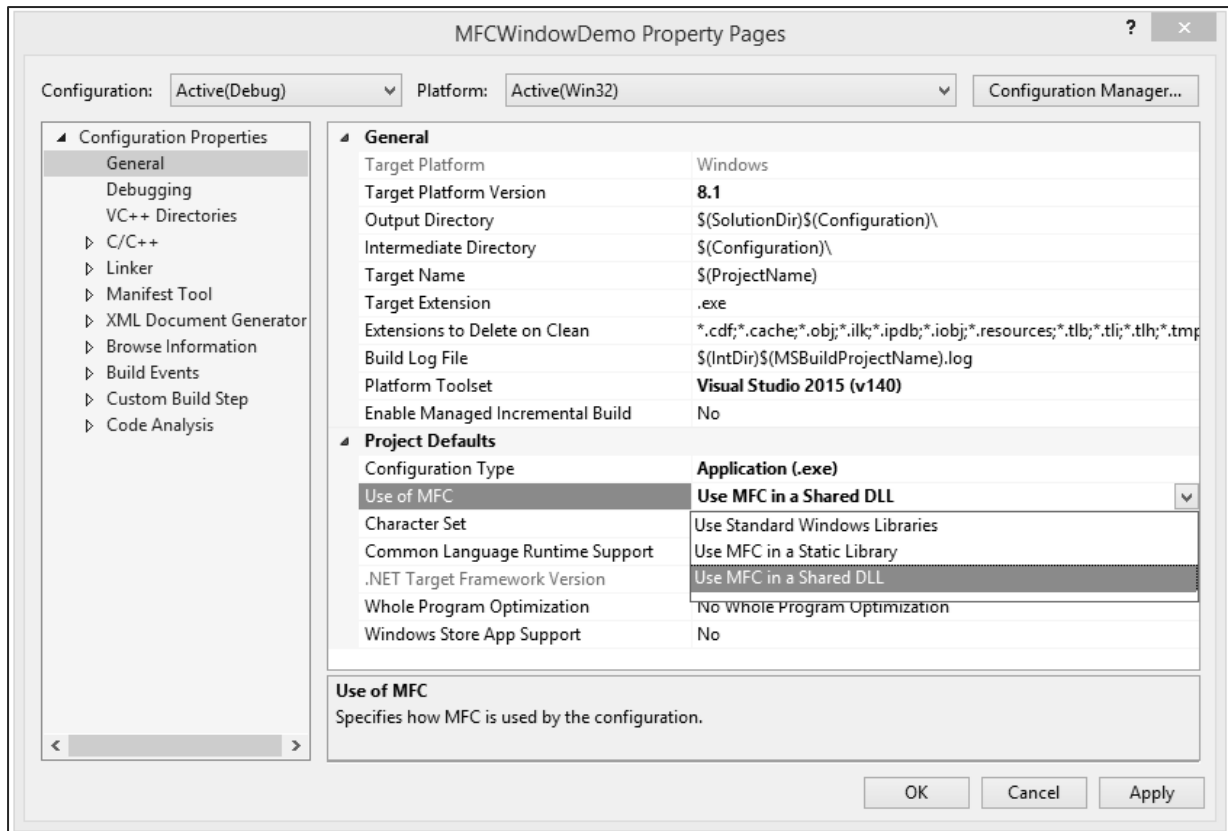 MFCWindowDemo Property Pages
?
Configuration: Active(Debug) Platform: Active(Win32) Configuration Manager...
Configuration Properties
General
Debugging
VC++ Directories
C/C++
Linker
Manifest Tool
XML Document Generator
Browse Information
Build Events
Custom Build Step
Code Analysis
General
Target Platform Windows
Target Platform Version 8.1
Output Directory $(SolutionDir)$(Configuration)\
Intermediate Directory $(Configuration)\
Target Name $(ProjectName)
Target Extension .exe
Extensions to Delete on Clean *.cdf;*.cache;*.obj;*.ilk;*.ipdb;*.iobj;*.resources;*.tlb;*.tli;*.tlh;*.tmp
Build Log File $(IntDir)$(MSBuildProjectName).log
Platform Toolset Visual Studio 2015 (v140)
Enable Managed Incremental Build No
Project Defaults
Configuration Type Application (.exe)
Use of MFC Use MFC in a Shared DLL
Character Set Use Standard Windows Libraries
Common Language Runtime Support Use MFC in a Static Library
.NET Target Framework Version Use MFC in a Shared DLL
Whole Program Optimization No Whole Program Optimization
Windows Store App Support No
Use of MFC
Specifies how MFC is used by the configuration.
OK Cancel Apply